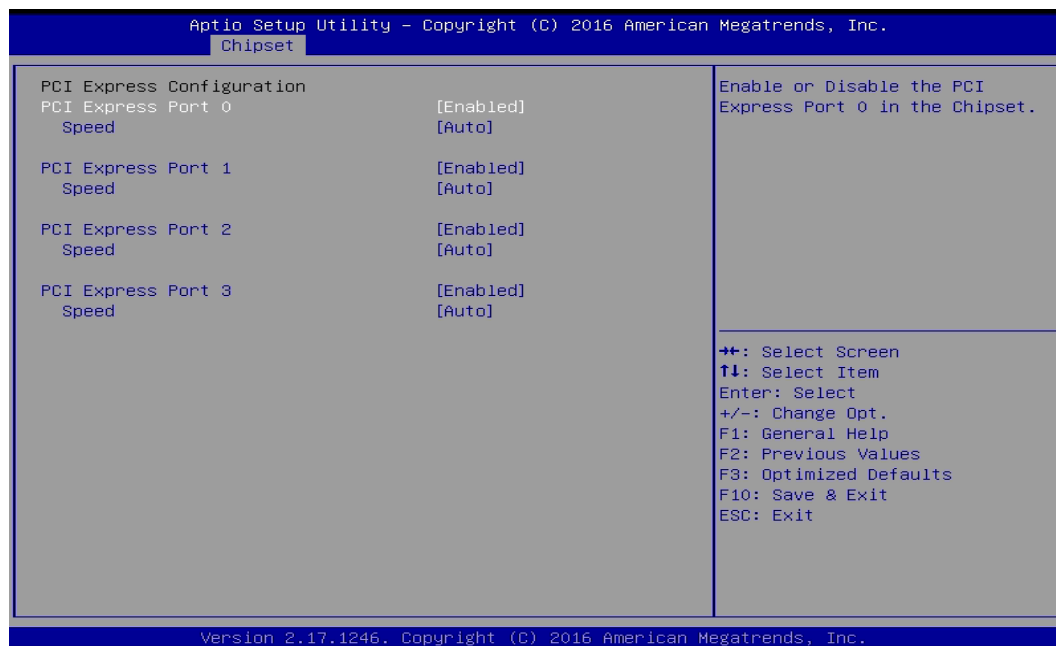 Aptio Setup Utility – Copyright (C) 2016 American Megatrends, Inc.
Chipset
PCI Express Configuration
PCI Express Port 0 [Enabled]
Speed [Auto]
PCI Express Port 1 [Enabled]
Speed [Auto]
PCI Express Port 2 [Enabled]
Speed [Auto]
PCI Express Port 3 [Enabled]
Speed [Auto]
Enable or Disable the PCI
Express Port 0 in the Chipset.
→←: Select Screen
↑↓: Select Item
Enter: Select
+/-: Change Opt.
F1: General Help
F2: Previous Values
F3: Optimized Defaults
F10: Save & Exit
ESC: Exit
Version 2.17.1246. Copyright (C) 2016 American Megatrends, Inc.